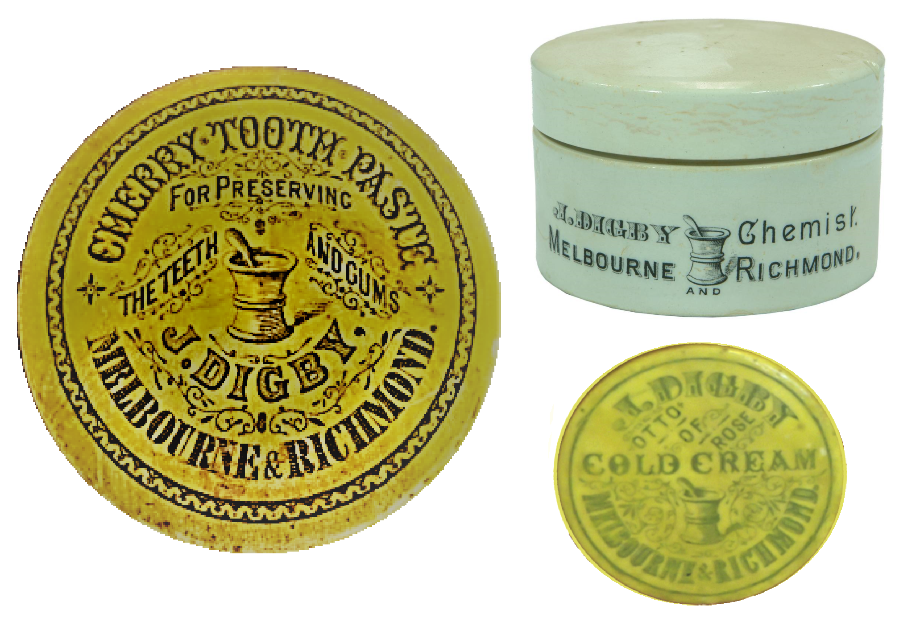 CHERRY·TOOTH·PASTE
FOR PRESERVING
THE TEETH
AND GUMS
J. DIGBY.
MELBOURNE & RICHMOND.
J. DIGBY Chemist.
MELBOURNE AND RICHMOND.
J. DIGBY
OTTO·OF ROSE
COLD CREAM
MELBOURNE & RICHMOND.